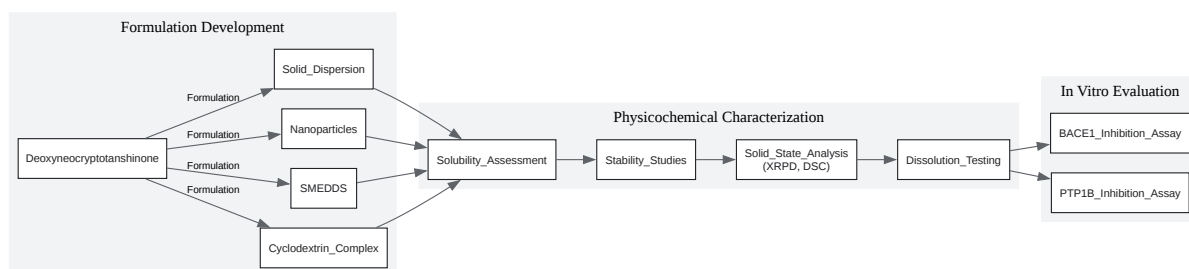 Formulation Development
Deoxyneocryptotanshinone
Formulation
Formulation
Formulation
Formulation
Solid_Dispersion
Nanoparticles
SMEDDS
Cyclodextrin_Complex
Physicochemical Characterization
Solubility_Assessment
Stability_Studies
Solid_State_Analysis
(XRPD, DSC)
Dissolution_Testing
In Vitro Evaluation
BACE1_Inhibition_Assay
PTP1B_Inhibition_Assay